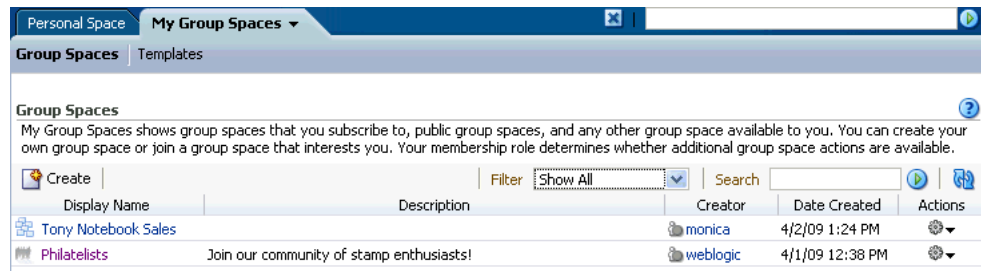 Personal Space My Group Spaces
Group Spaces Templates
Group Spaces
My Group Spaces shows group spaces that you subscribe to, public group spaces, and any other group space available to you. You can create your
own group space or join a group space that interests you. Your membership role determines whether additional group space actions are available.
Create Filter Show All Search
Display Name Description Creator Date Created Actions
Tony Notebook Sales monica 4/2/09 1:24 PM
Philatelists Join our community of stamp enthusiasts! weblogic 4/1/09 12:38 PM